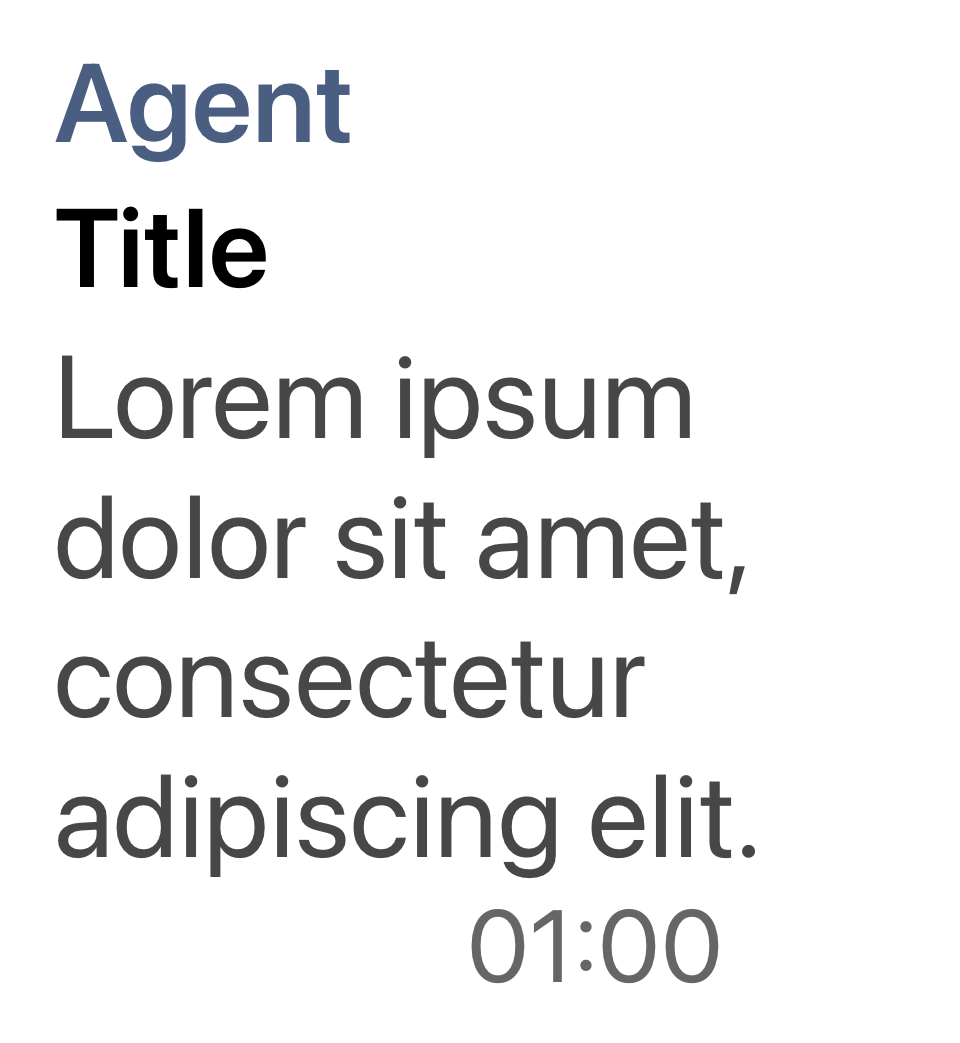 Agent
Title
Lorem ipsum
dolor sit amet,
consectetur
adipiscing elit.
01:00